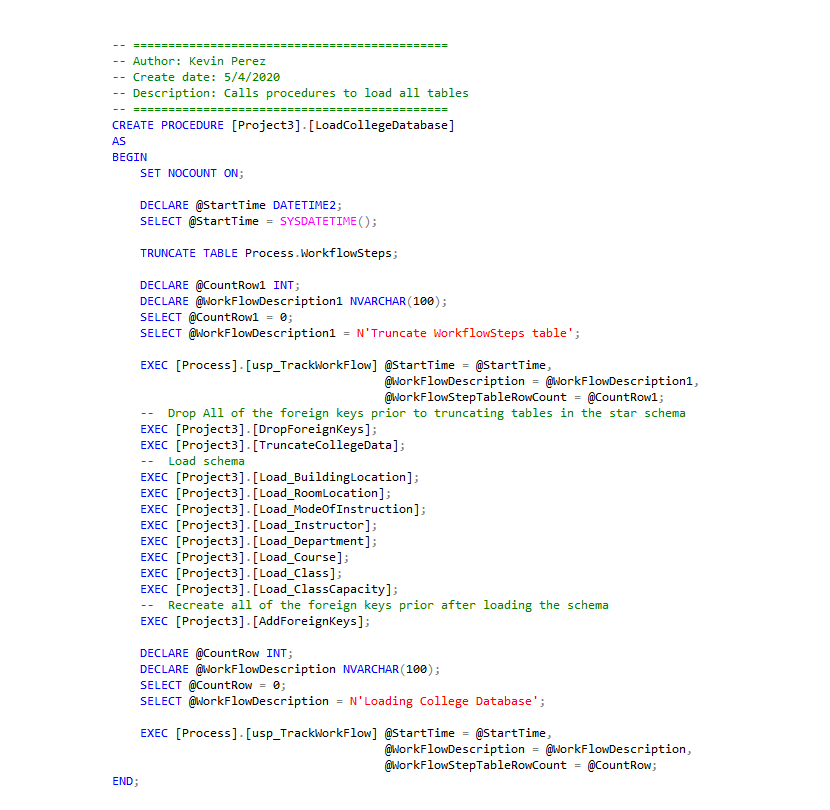 -- =============================================
-- Author: Kevin Perez
-- Create date: 5/4/2020
-- Description: Calls procedures to load all tables
-- =============================================
CREATE PROCEDURE [Project3].[LoadCollegeDatabase]
AS
BEGIN
    SET NOCOUNT ON;

    DECLARE @StartTime DATETIME2;
    SELECT @StartTime = SYSDATETIME();

    TRUNCATE TABLE Process.WorkflowSteps;

    DECLARE @CountRow1 INT;
    DECLARE @WorkFlowDescription1 NVARCHAR(100);
    SELECT @CountRow1 = 0;
    SELECT @WorkFlowDescription1 = N'Truncate WorkflowSteps table';

    EXEC [Process].[usp_TrackWorkFlow] @StartTime = @StartTime,
                                       @WorkFlowDescription = @WorkFlowDescription1,
                                       @WorkFlowStepTableRowCount = @CountRow1;
    --  Drop All of the foreign keys prior to truncating tables in the star schema
    EXEC [Project3].[DropForeignKeys];
    EXEC [Project3].[TruncateCollegeData];
    --  Load schema
    EXEC [Project3].[Load_BuildingLocation];
    EXEC [Project3].[Load_RoomLocation];
    EXEC [Project3].[Load_ModeOfInstruction];
    EXEC [Project3].[Load_Instructor];
    EXEC [Project3].[Load_Department];
    EXEC [Project3].[Load_Course];
    EXEC [Project3].[Load_Class];
    EXEC [Project3].[Load_ClassCapacity];
    --  Recreate all of the foreign keys prior after loading the schema
    EXEC [Project3].[AddForeignKeys];

    DECLARE @CountRow INT;
    DECLARE @WorkFlowDescription NVARCHAR(100);
    SELECT @CountRow = 0;
    SELECT @WorkFlowDescription = N'Loading College Database';

    EXEC [Process].[usp_TrackWorkFlow] @StartTime = @StartTime,
                                       @WorkFlowDescription = @WorkFlowDescription,
                                       @WorkFlowStepTableRowCount = @CountRow;
END;